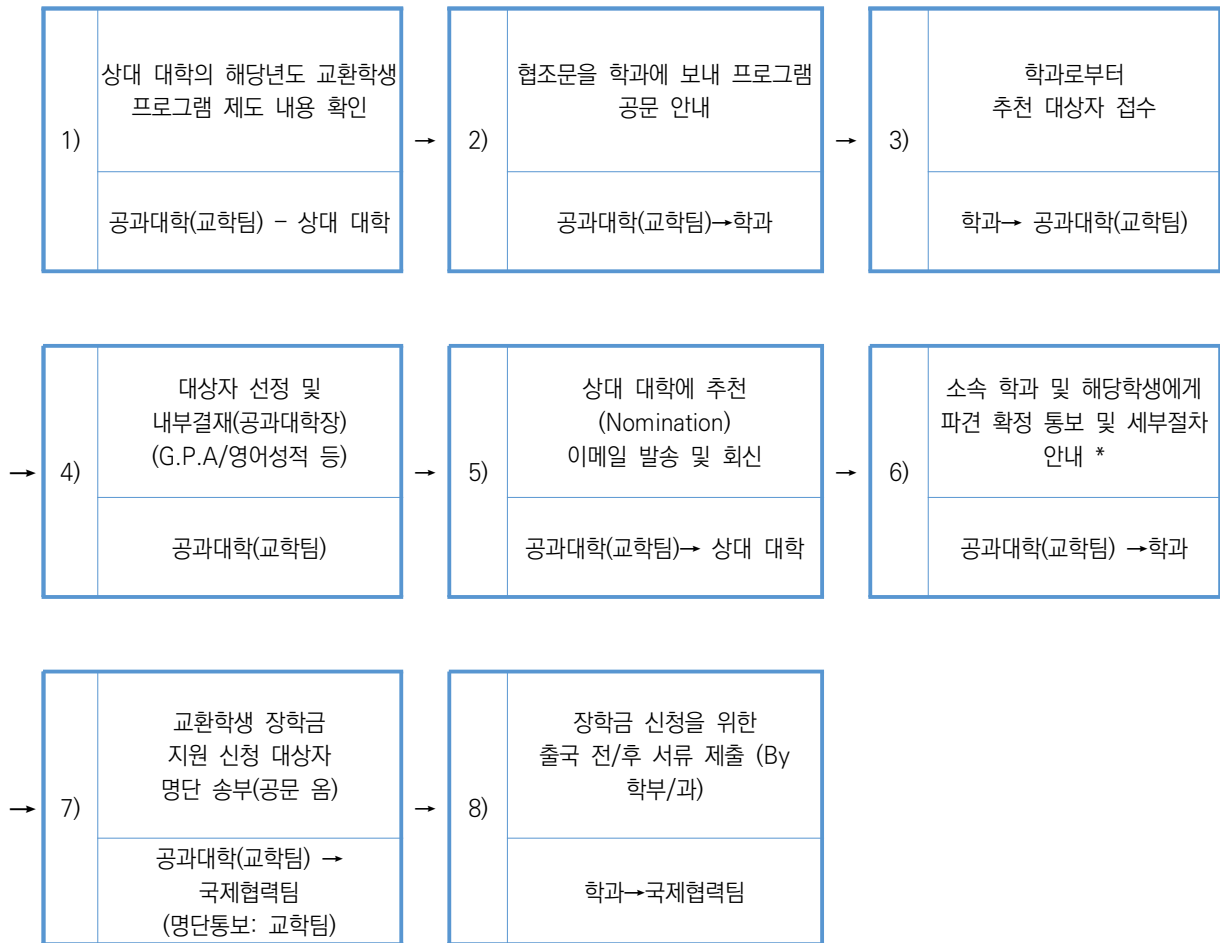 1)
상대 대학의 해당년도 교환학생
프로그램 제도 내용 확인
공과대학(교학팀) - 상대 대학
→
2)
협조문을 학과에 보내 프로그램
공문 안내
공과대학(교학팀)→학과
→
3)
학과로부터
추천 대상자 접수
학과→ 공과대학(교학팀)
→
4)
대상자 선정 및
내부결재(공과대학장)
(G.P.A/영어성적 등)
공과대학(교학팀)
→
5)
상대 대학에 추천
(Nomination)
이메일 발송 및 회신
공과대학(교학팀)→ 상대 대학
→
6)
소속 학과 및 해당학생에게
파견 확정 통보 및 세부절차
안내 *
공과대학(교학팀) →학과
→
7)
교환학생 장학금
지원 신청 대상자
명단 송부(공문 옴)
공과대학(교학팀) →
국제협력팀
(명단통보: 교학팀)
→
8)
장학금 신청을 위한
출국 전/후 서류 제출 (By
학부/과)
학과→국제협력팀